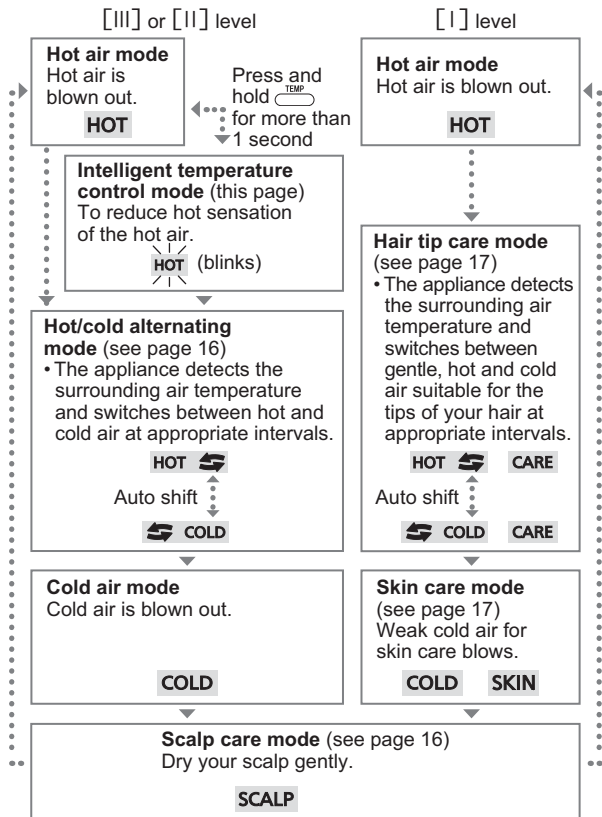 [III] or [II] level
Hot air mode
Hot air is
blown out.
HOT
Press and
hold TEMP
for more than
1 second
Intelligent temperature
control mode (this page)
To reduce hot sensation
of the hot air.
HOT (blinks)
Hot/cold alternating
mode (see page 16)
• The appliance detects the
surrounding air temperature
and switches between hot and
cold air at appropriate intervals.
HOT
Auto shift
COLD
Cold air mode
Cold air is blown out.
COLD
[I] level
Hot air mode
Hot air is blown out.
HOT
Hair tip care mode
(see page 17)
• The appliance detects
the surrounding air
temperature and
switches between
gentle, hot and cold
air suitable for the
tips of your hair at
appropriate intervals.
HOT CARE
Auto shift
COLD CARE
Skin care mode
(see page 17)
Weak cold air for
skin care blows.
COLD SKIN
Scalp care mode (see page 16)
Dry your scalp gently.
SCALP